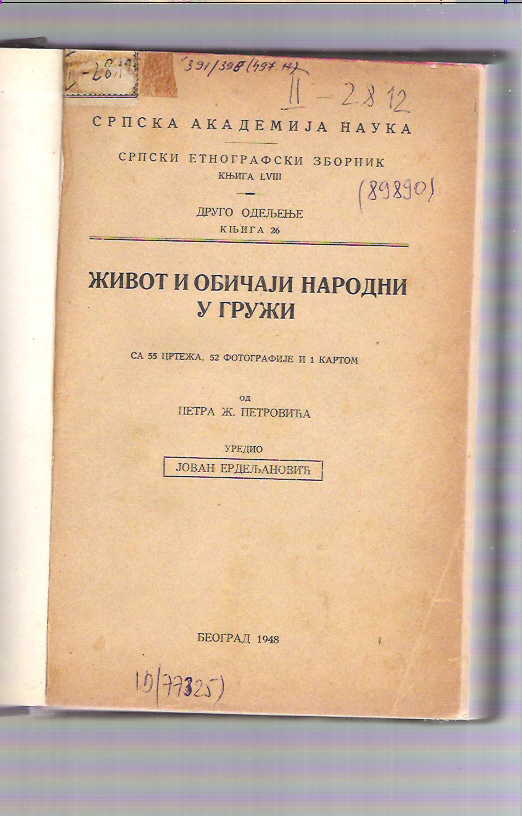 391/398(497.11)
II - 2812
СРПСКА АКАДЕМИЈА НАУКА
СРПСКИ ЕТНОГРАФСКИ ЗБОРНИК
КЊИГА LVIII
(89890)
ДРУГО ОДЕЉЕЊЕ
КЊИГА 26
ЖИВОТ И ОБИЧАЈИ НАРОДНИ
У ГРУЖИ
СА 55 ЦРТЕЖА, 52 ФОТОГРАФИЈЕ И 1 КАРТОМ
ОД
ПЕТРА Ж. ПЕТРОВИЋА
УРЕДИО
ЈОВАН ЕРДЕЉАНОВИЋ
БЕОГРАД 1948
(77325)